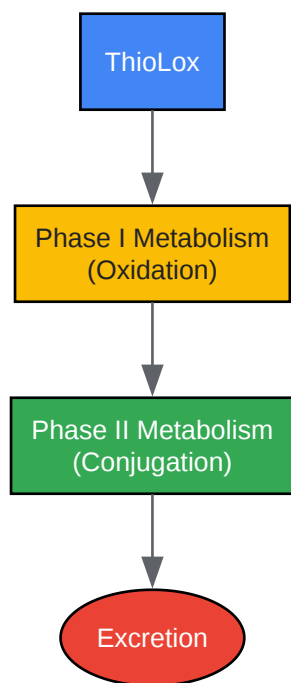 ThioLox
Phase I Metabolism
(Oxidation)
Phase II Metabolism
(Conjugation)
Excretion